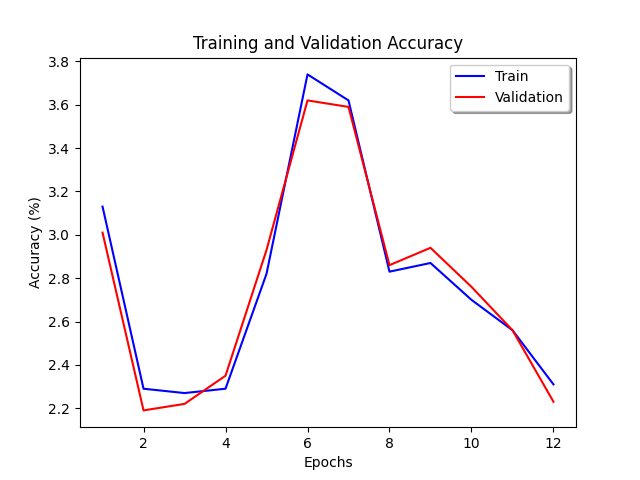 Training and Validation Accuracy
Train
Validation
Accuracy (%)
3.8
3.6
3.4
3.2
3.0
2.8
2.6
2.4
2.2
2 4 6 8 10 12
Epochs